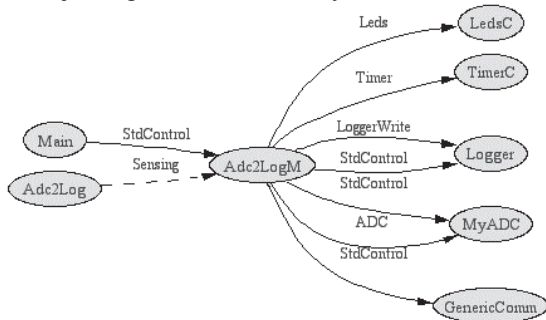 Leds
LedsC
Timer
TimerC
LoggerWrite
Main
StdControl
Logger
StdControl
Sensing
Adc2LogM
StdControl
Adc2Log
ADC
MyADC
StdControl
GenericComm